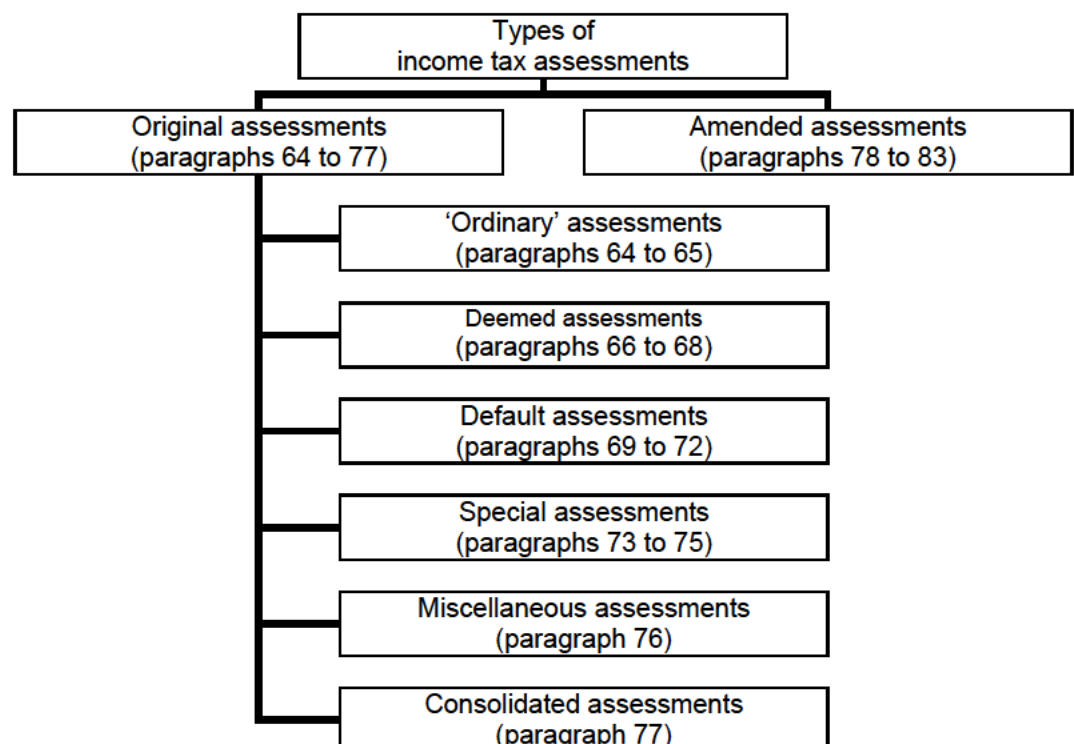 Types of
income tax assessments
Original assessments
(paragraphs 64 to 77)
Amended assessments
(paragraphs 78 to 83)
‘Ordinary’ assessments
(paragraphs 64 to 65)
Deemed assessments
(paragraphs 66 to 68)
Default assessments
(paragraphs 69 to 72)
Special assessments
(paragraphs 73 to 75)
Miscellaneous assessments
(paragraph 76)
Consolidated assessments
(paragraph 77)